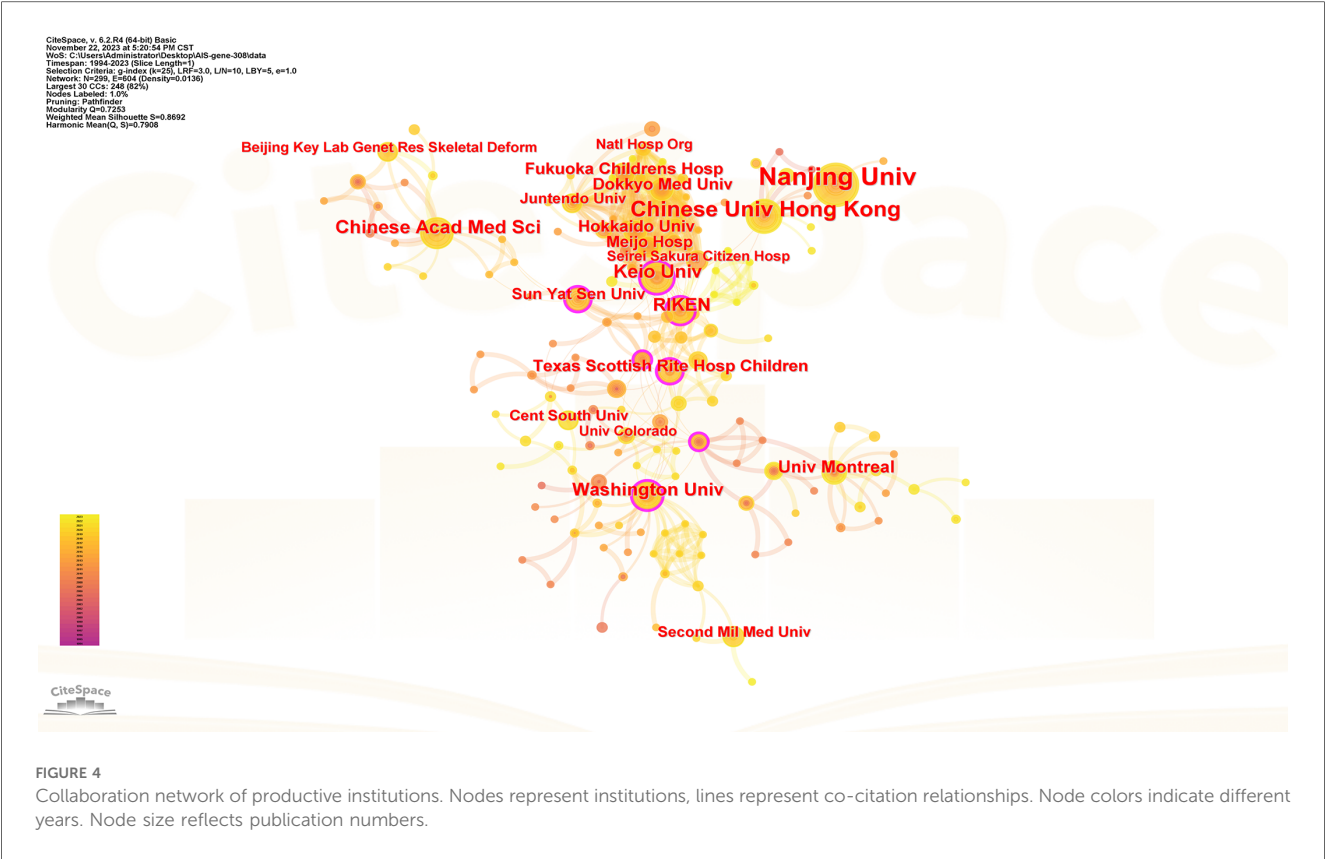 CiteSpace, v. 6.2.R4 (64-bit) Basic
November 22, 2023 at 5:20:54 PM CST
WoS: C:\Users\Administrator\Desktop\AIS-gene-308\data
Timespan: 1994-2023 (Slice Length=1)
Selection Criteria: g-index (k=25), LRF=3.0, L/N=10, LBY=5, e=1.0
Network: N=299, E=604 (Density=0.0136)
Largest 30 CCs: 248 (82%)
Nodes Labeled: 1.0%
Pruning: Pathfinder
Modularity Q=0.7253
Weighted Mean Silhouette S=0.8692
Harmonic Mean(Q, S)=0.7908
CiteSpace
Natl Hosp Org
Beijing Key Lab Genet Res Skeletal Deform
Fukuoka Childrens Hosp
Nanjing Univ
Dokkyo Med Univ
Juntendo Univ
Chinese Univ Hong Kong
Chinese Acad Med Sci
Hokkaido Univ
Meijo Hosp
Seirei Sakura Citizen Hosp
Keio Univ
Sun Yat Sen Univ
RIKEN
Texas Scottish Rite Hosp Children
Cent South Univ
Univ Colorado
Univ Montreal
Washington Univ
Second Mil Med Univ
CiteSpace
FIGURE 4
Collaboration network of productive institutions. Nodes represent institutions, lines represent co-citation relationships. Node colors indicate different
years. Node size reflects publication numbers.